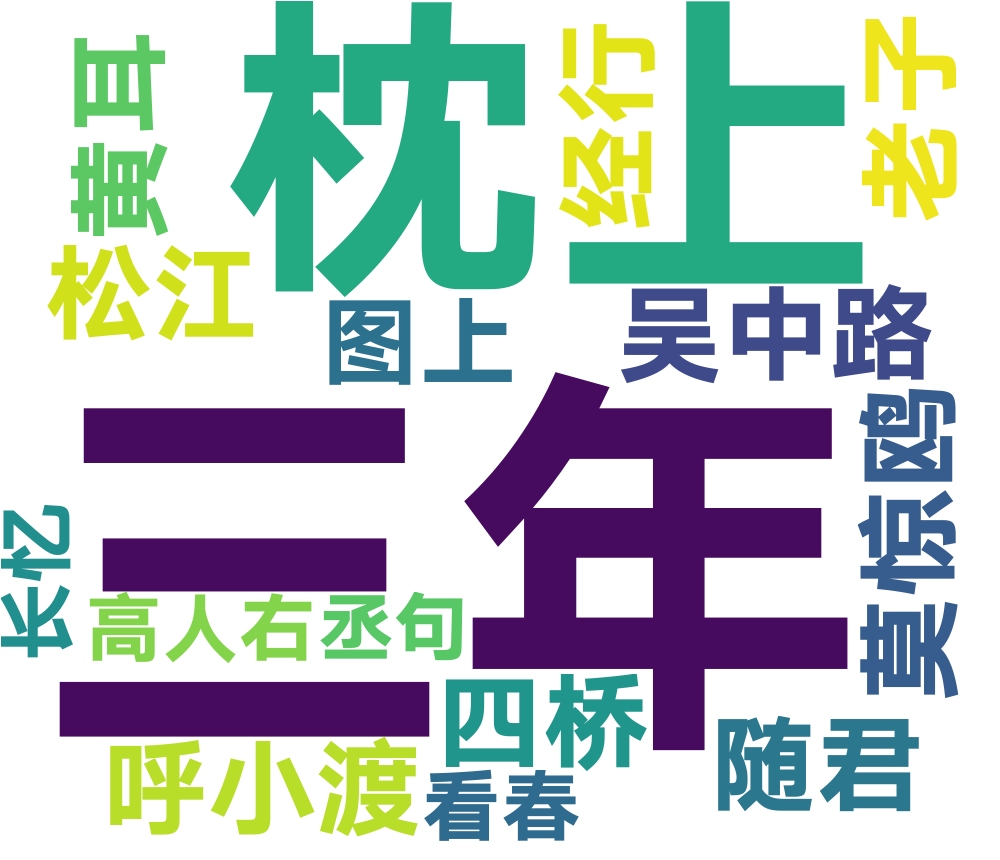 枕上
三年
黄耳
经行
老子
松江
图上
吴中路
莫惊鸥
长忆
高人右
丞句
四桥
随君
呼小渡
看春